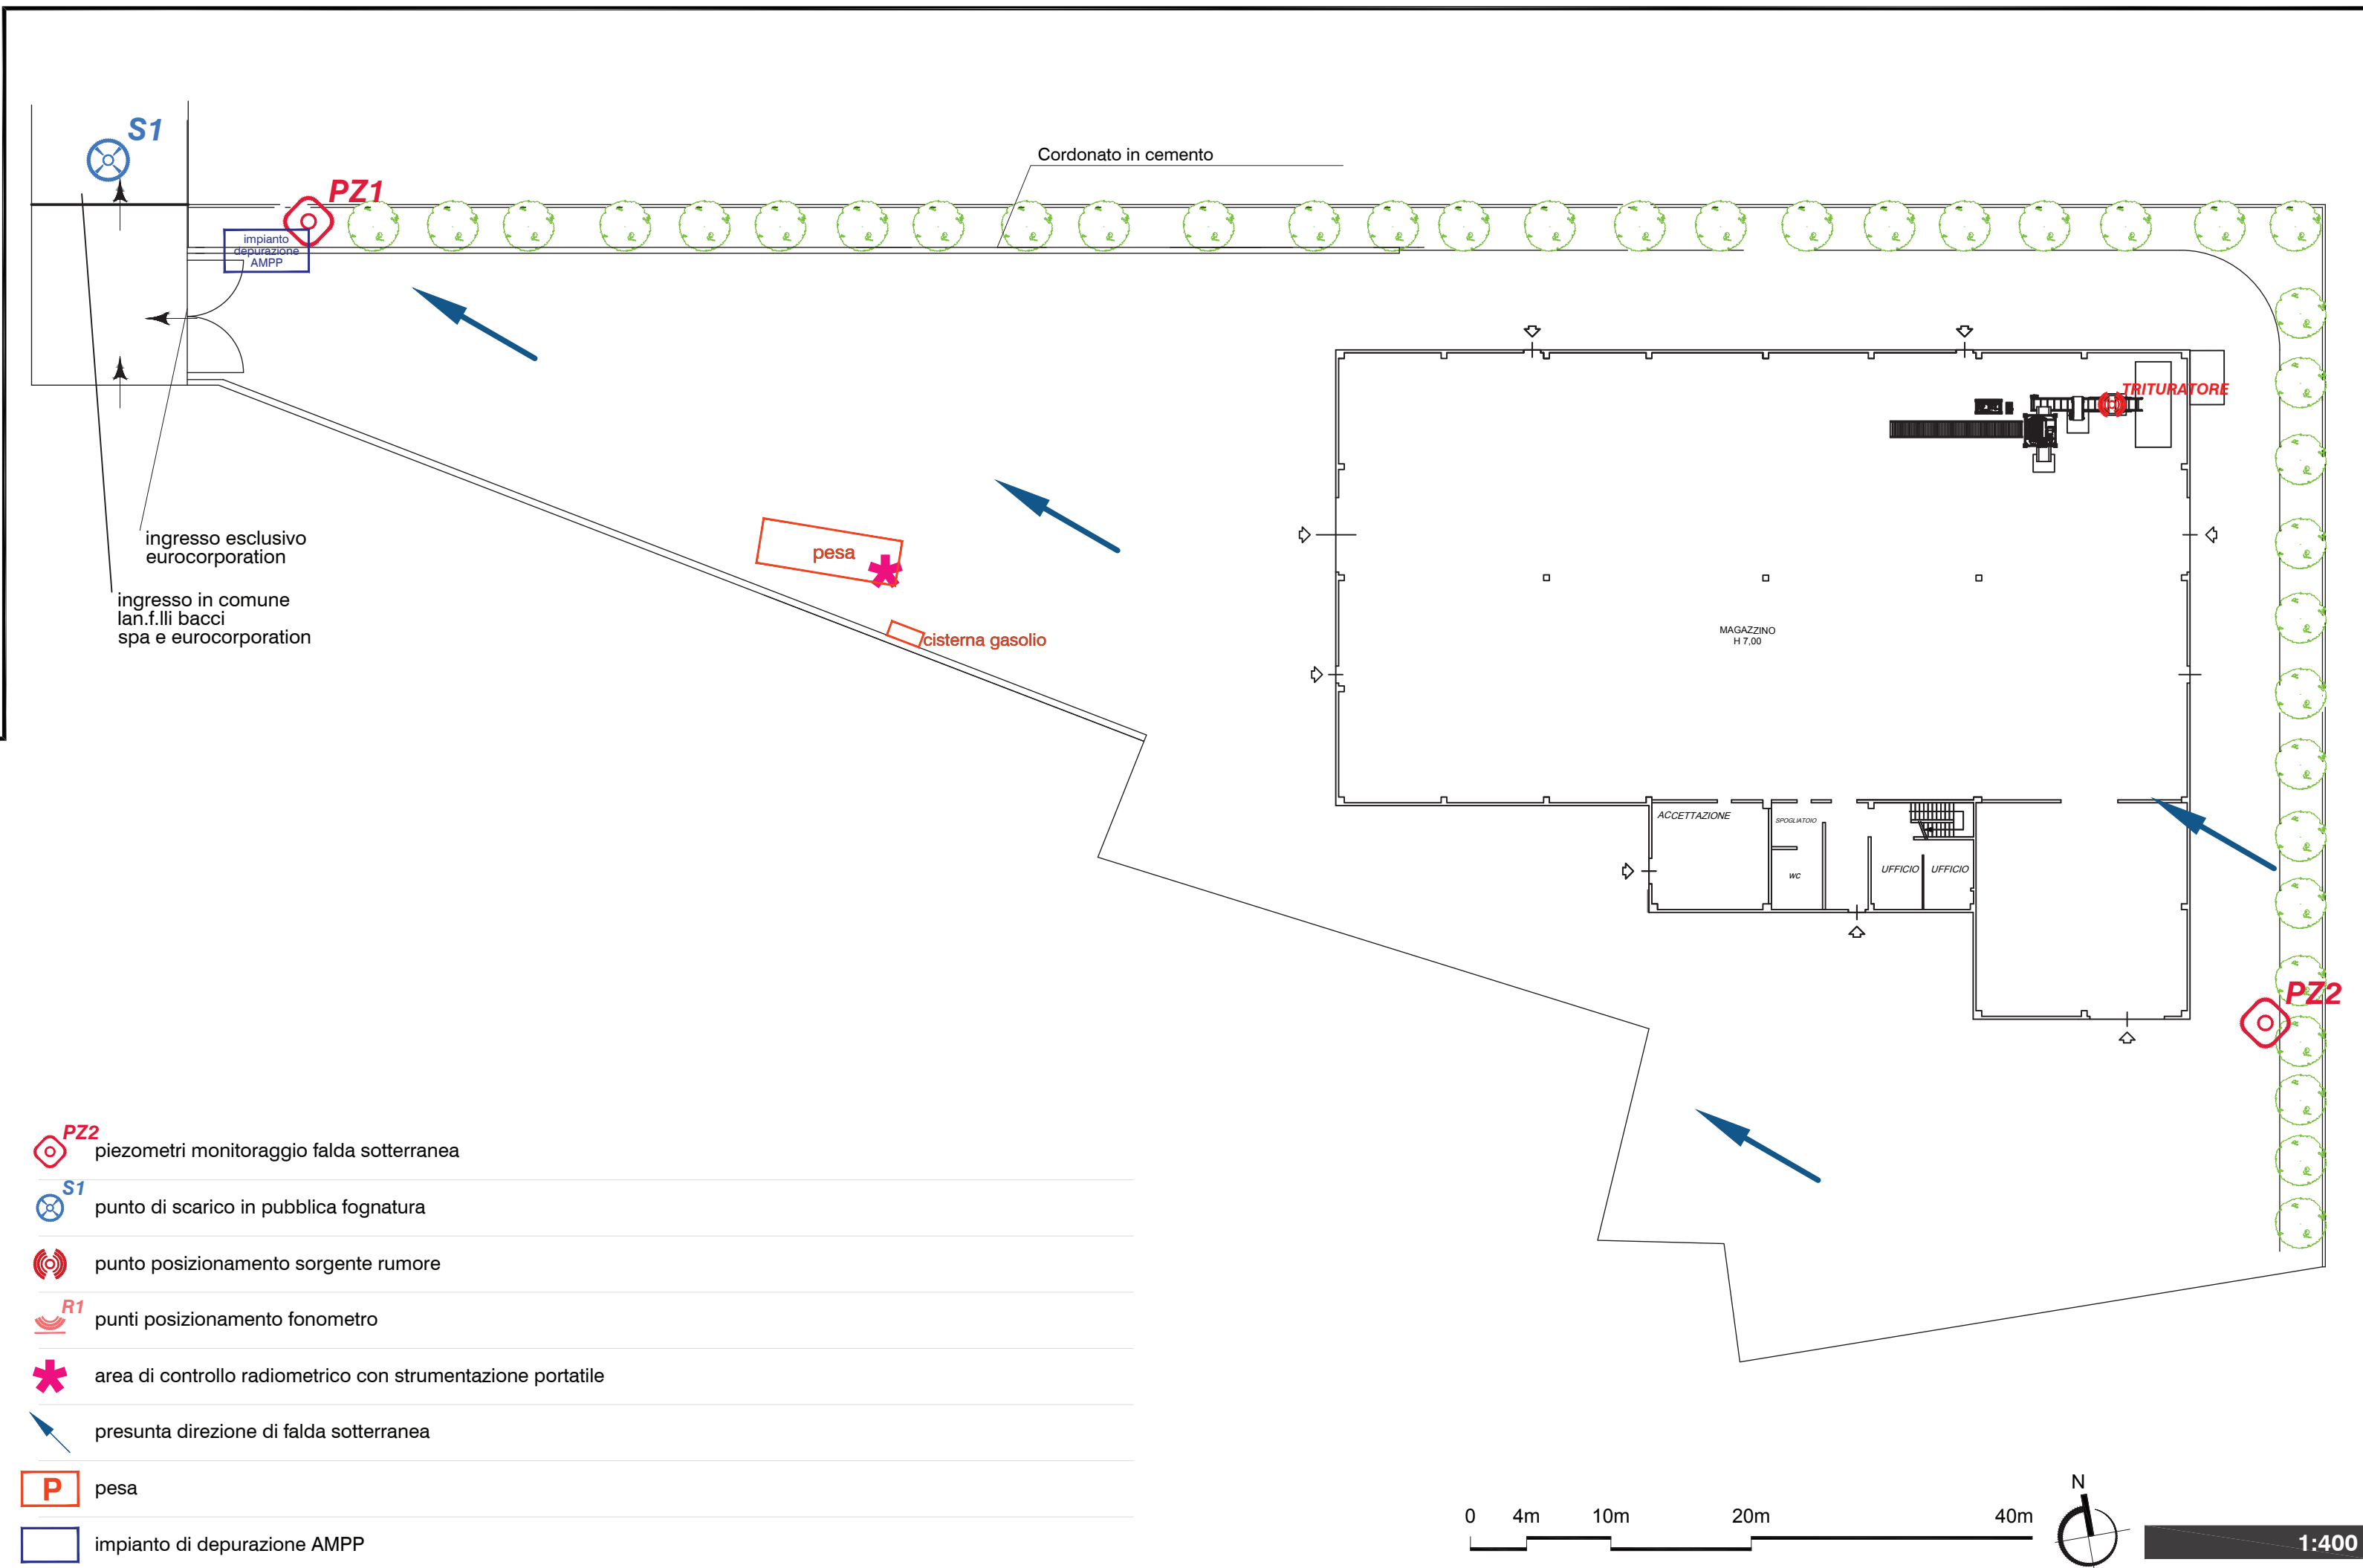 S1
PZ1
Cordonato in cemento
impianto
depurazione
AMPP
TRITURATORE
ingresso esclusivo
eurocorporation
pesa
ingresso in comune
lan.f.lli bacci
spa e eurocorporation
cisterna gasolio
MAGAZZINO
H 7,00
ACCETTAZIONE
SPOGLIATOIO
WC
UFFICIO
UFFICIO
PZ2
PZ2
piezometri monitoraggio falda sotterranea
S1
punto di scarico in pubblica fognatura
punto posizionamento sorgente rumore
R1
punti posizionamento fonometro
area di controllo radiometrico con strumentazione portatile
presunta direzione di falda sotterranea
P
pesa
impianto di depurazione AMPP
0 4m 10m 20m 40m
N
1:400